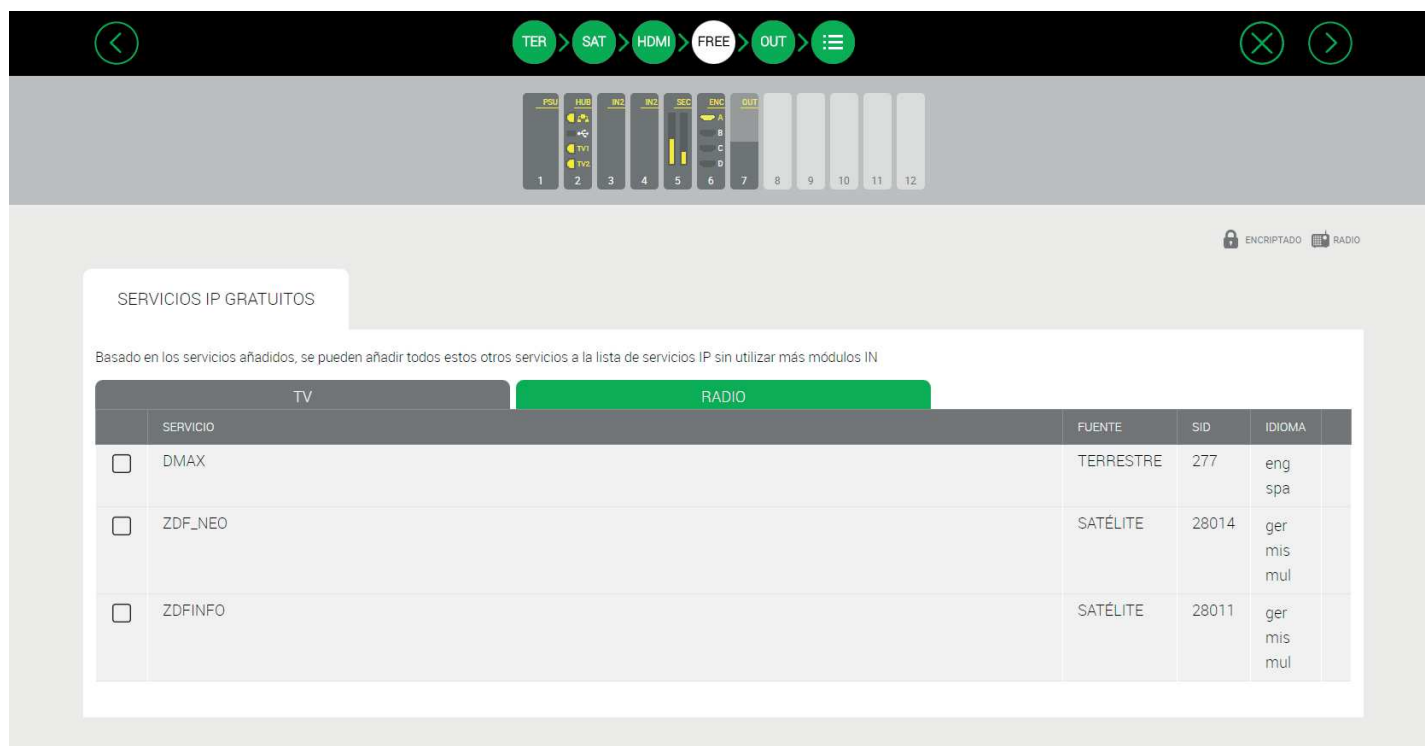 TER > SAT > HDMI > FREE > OUT >
PSU HUB IN2 IN2 SEC ENC OUT
A
B
TV1 C
TV2 D
1 2 3 4 5 6 7 8 9 10 11 12
ENCRIPTADO RADIO
SERVICIOS IP GRATUITOS
Basado en los servicios añadidos, se pueden añadir todos estos otros servicios a la lista de servicios IP sin utilizar más módulos IN
TV RADIO
SERVICIO FUENTE SID IDIOMA
DMAX TERRESTRE 277 eng
spa
ZDF_NEO SATÉLITE 28014 ger
mis
mul
ZDFINFO SATÉLITE 28011 ger
mis
mul